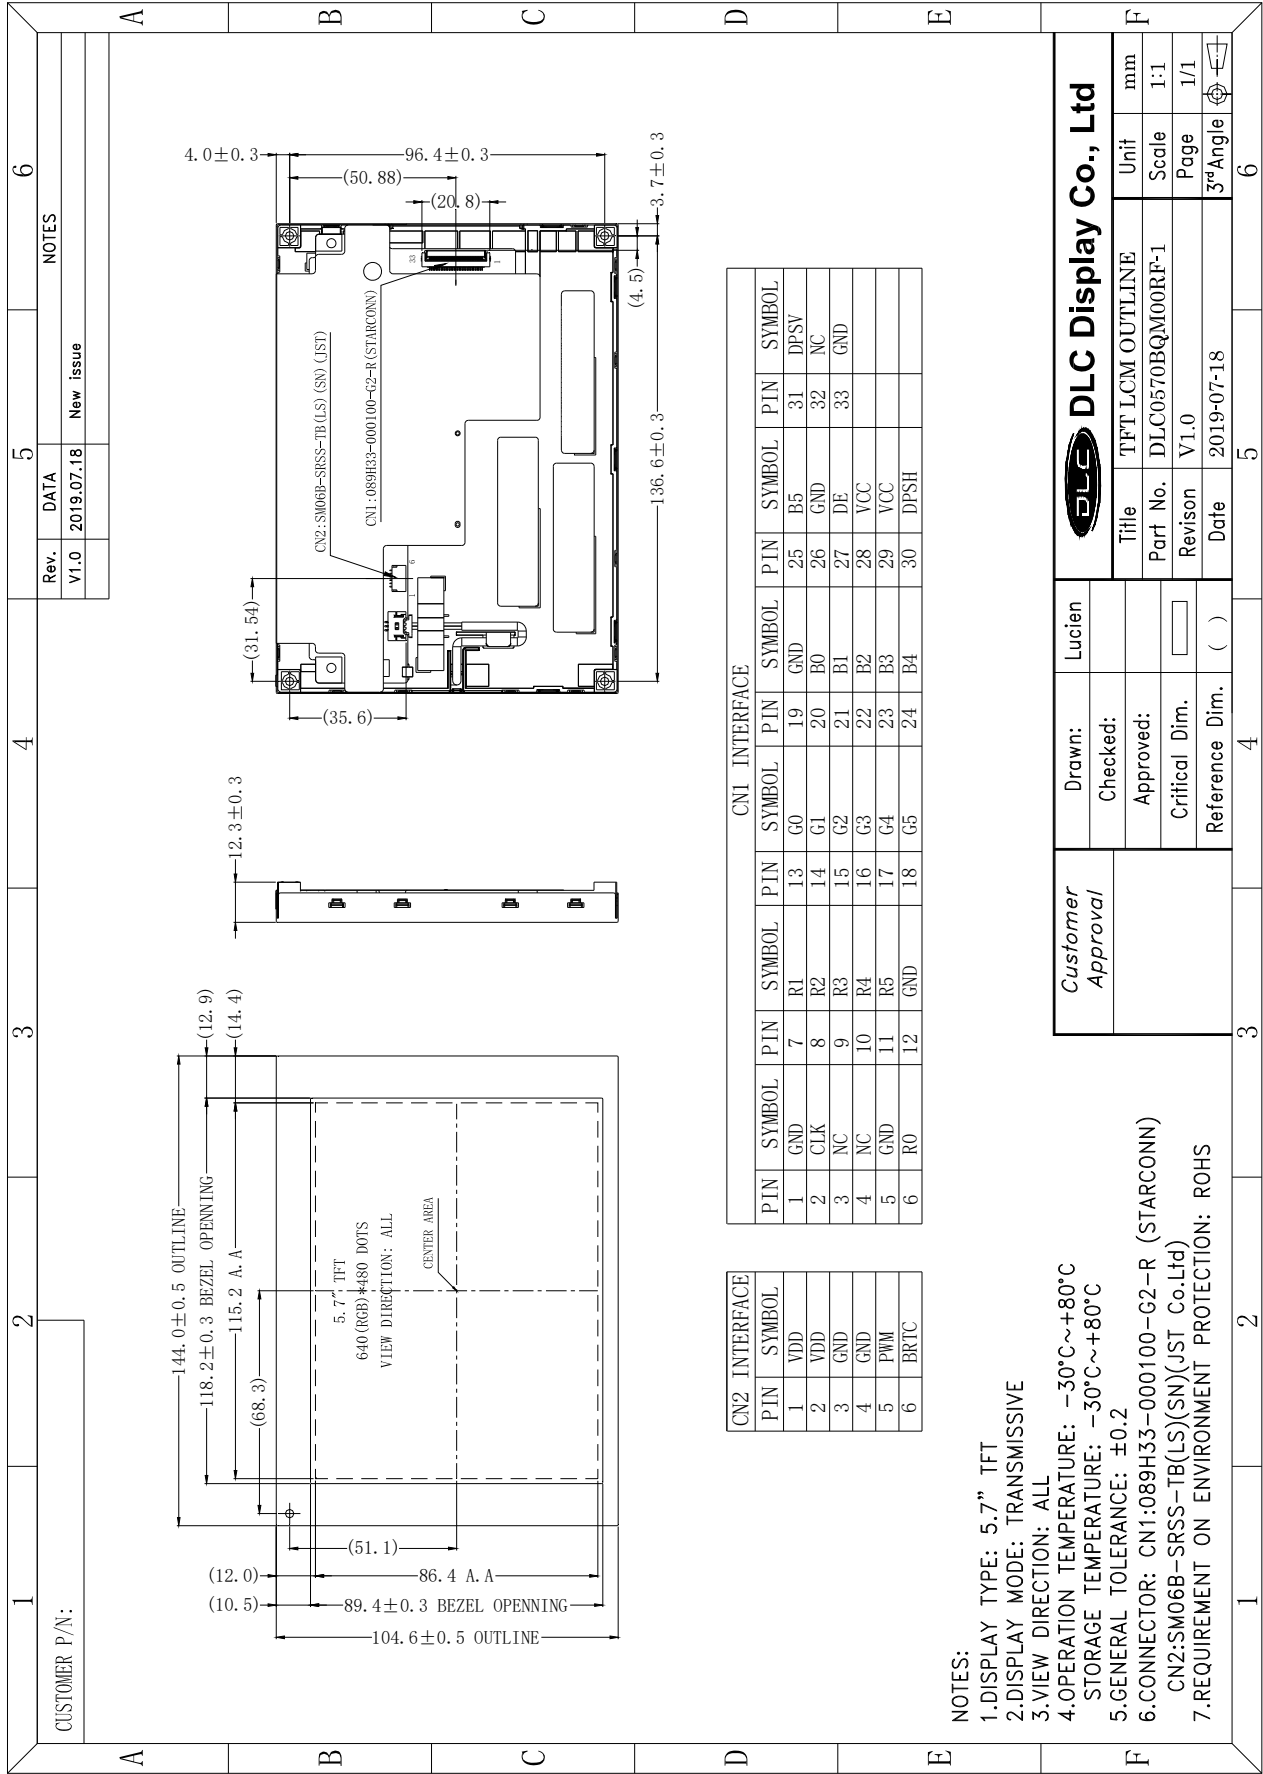 1
2
3
4
5
6
A
B
C
D
E
F
CUSTOMER P/N:
Rev.
DATA
NOTES
V1.0
2019.07.18
New issue
144.0±0.5 OUTLINE
118.2±0.3 BEZEL OPENNING
115.2 A.A
(68.3)
(12.9)
(14.4)
(51.1)
(12.0)
86.4 A.A
(10.5)
89.4±0.3 BEZEL OPENNING
104.6±0.5 OUTLINE
5.7" TFT
640(RGB)*480 DOTS
VIEW DIRECTION: ALL
CENTER AREA
12.3±0.3
(31.54)
(35.6)
4.0±0.3
96.4±0.3
(50.88)
(20.8)
3.7±0.3
(4.5)
136.6±0.3
CN2:SM06B-SRSS-TB(LS)(SN)(JST)
CN1:089H33-000100-G2-R(STARCONN)
33
1
6
1
CN2 INTERFACE
PIN SYMBOL
1 VDD
2 VDD
3 GND
4 GND
5 PWM
6 BRTC
CN1 INTERFACE
PIN SYMBOL PIN SYMBOL PIN SYMBOL PIN SYMBOL PIN SYMBOL PIN SYMBOL
1 GND 7 R1 13 G0 19 GND 25 B5 31 DPSV
2 CLK 8 R2 14 G1 20 B0 26 GND 32 NC
3 NC 9 R3 15 G2 21 B1 27 DE 33 GND
4 NC 10 R4 16 G3 22 B2 28 VCC
5 GND 11 R5 17 G4 23 B3 29 VCC
6 R0 12 GND 18 G5 24 B4 30 DPSH
NOTES:
1.DISPLAY TYPE: 5.7" TFT
2.DISPLAY MODE: TRANSMISSIVE
3.VIEW DIRECTION: ALL
4.OPERATION TEMPERATURE: -30°C~+80°C
STORAGE TEMPERATURE: -30°C~+80°C
5.GENERAL TOLERANCE: ±0.2
6.CONNECTOR: CN1:089H33-000100-G2-R (STARCONN)
CN2:SM06B-SRSS-TB(LS)(SN)(JST Co.Ltd)
7.REQUIREMENT ON ENVIRONMENT PROTECTION: ROHS
Customer
Approval
Drawn: Lucien
Checked:
Approved:
Critical Dim.
Reference Dim. ( )
DLC DLC Display Co., Ltd
Title TFT LCM OUTLINE Unit mm
Part No. DLC0570BQM00RF-1 Scale 1:1
Revison V1.0 Page 1/1
Date 2019-07-18 3rd Angle
1
2
3
4
5
6
A
B
C
D
E
F